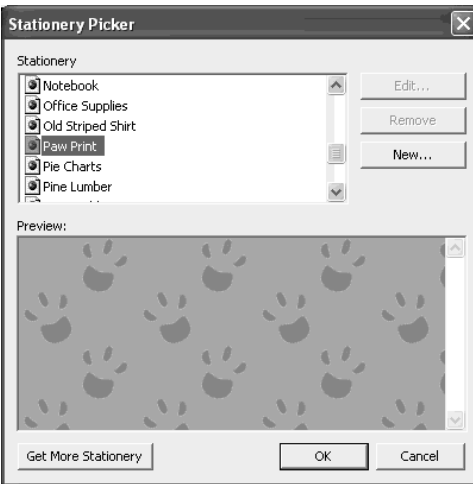 Stationery Picker
Stationery
Notebook
Office Supplies
Old Striped Shirt
Paw Print
Pie Charts
Pine Lumber
Edit...
Remove
New...
Preview:
Get More Stationery
OK
Cancel